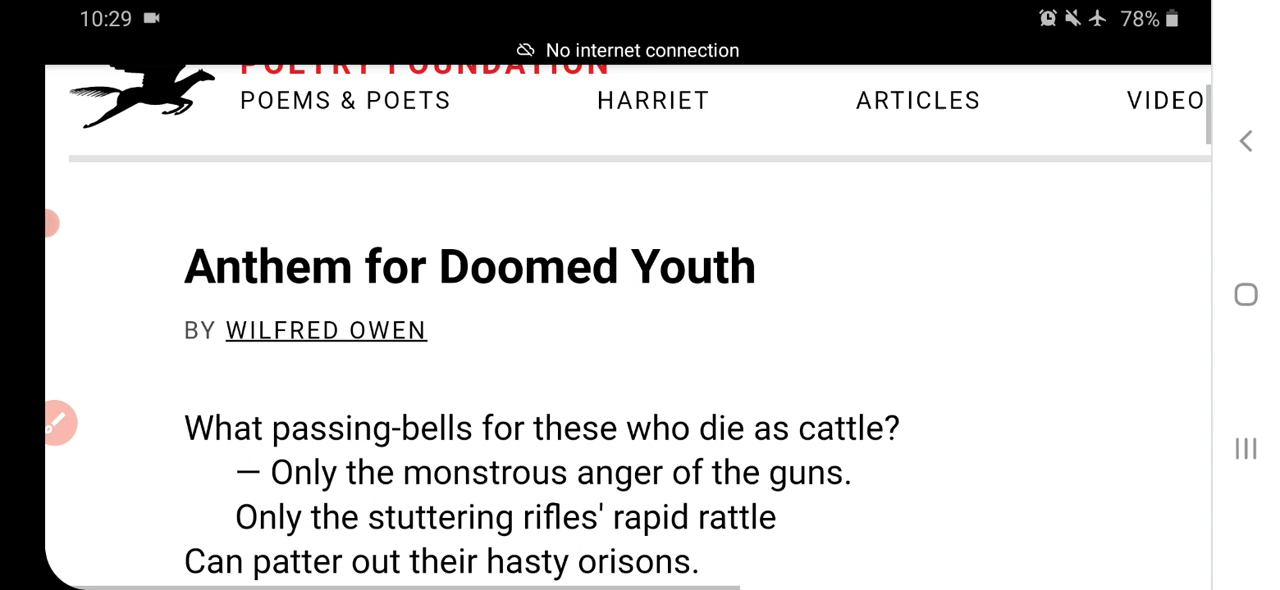 10:29 78%
No internet connection
POETRY FOUNDATION
POEMS & POETS HARRIET ARTICLES VIDEO
Anthem for Doomed Youth
BY WILFRED OWEN
What passing-bells for these who die as cattle?
— Only the monstrous anger of the guns.
Only the stuttering rifles' rapid rattle
Can patter out their hasty orisons.